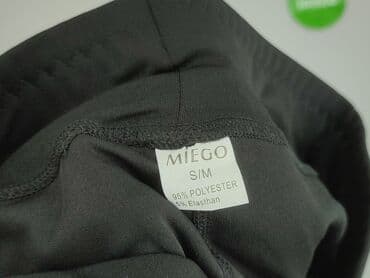 MIEGO
S/M
95% POLYESTER
5% Elasthan